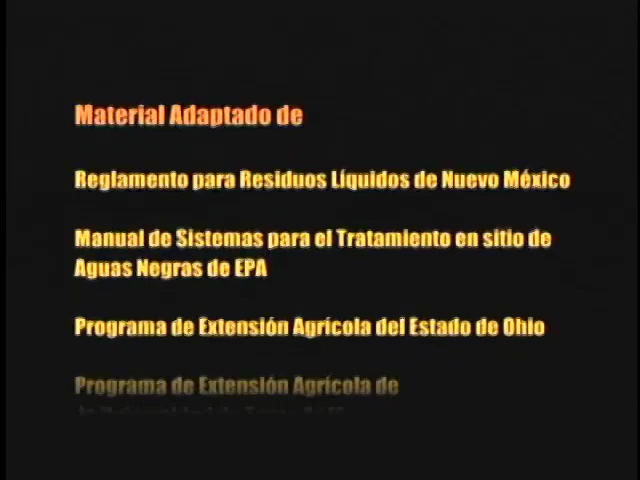 Material Adaptado de
Reglamento para Residuos Líquidos de Nuevo México
Manual de Sistemas para el Tratamiento en sitio de
Aguas Negras de EPA
Programa de Extensión Agrícola del Estado de Ohio
Programa de Extensión Agrícola de